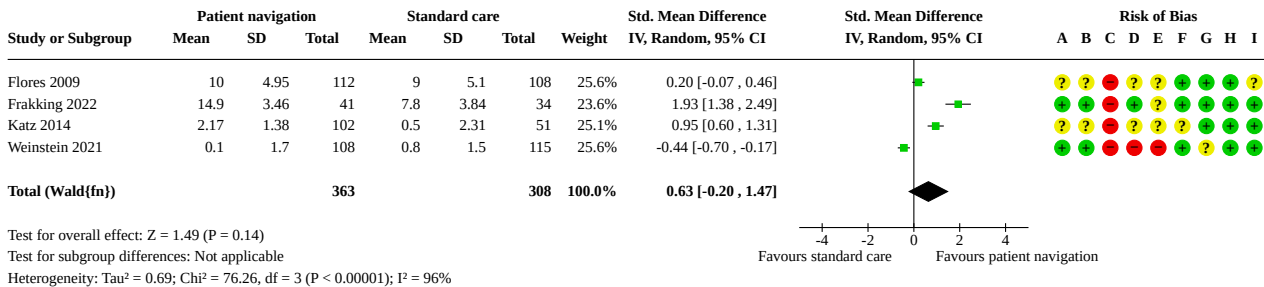 Patient navigation Standard care Std. Mean Difference Std. Mean Difference Risk of Bias
Study or Subgroup Mean SD Total Mean SD Total Weight IV, Random, 95% CI IV, Random, 95% CI A B C D E F G H I
Flores 2009 10 4.95 112 9 5.1 108 25.6% 0.20 [-0.07 , 0.46] ? ? − ? ? + + + ?
Frakking 2022 14.9 3.46 41 7.8 3.84 34 23.6% 1.93 [1.38 , 2.49] + + − + ? + + + +
Katz 2014 2.17 1.38 102 0.5 2.31 51 25.1% 0.95 [0.60 , 1.31] ? ? − ? ? ? + + +
Weinstein 2021 0.1 1.7 108 0.8 1.5 115 25.6% -0.44 [-0.70 , -0.17] + + − − − + ? + +
Total (Wald{fn}) 363 308 100.0% 0.63 [-0.20 , 1.47]
Test for overall effect: Z = 1.49 (P = 0.14)
-4 -2 0 2 4
Test for subgroup differences: Not applicable
Favours standard care Favours patient navigation
Heterogeneity: Tau² = 0.69; Chi² = 76.26, df = 3 (P < 0.00001); I² = 96%